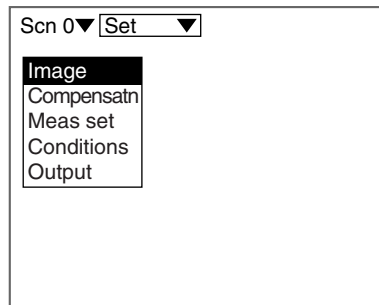 Scn 0▼ Set ▼
Image
Compensatn
Meas set
Conditions
Output